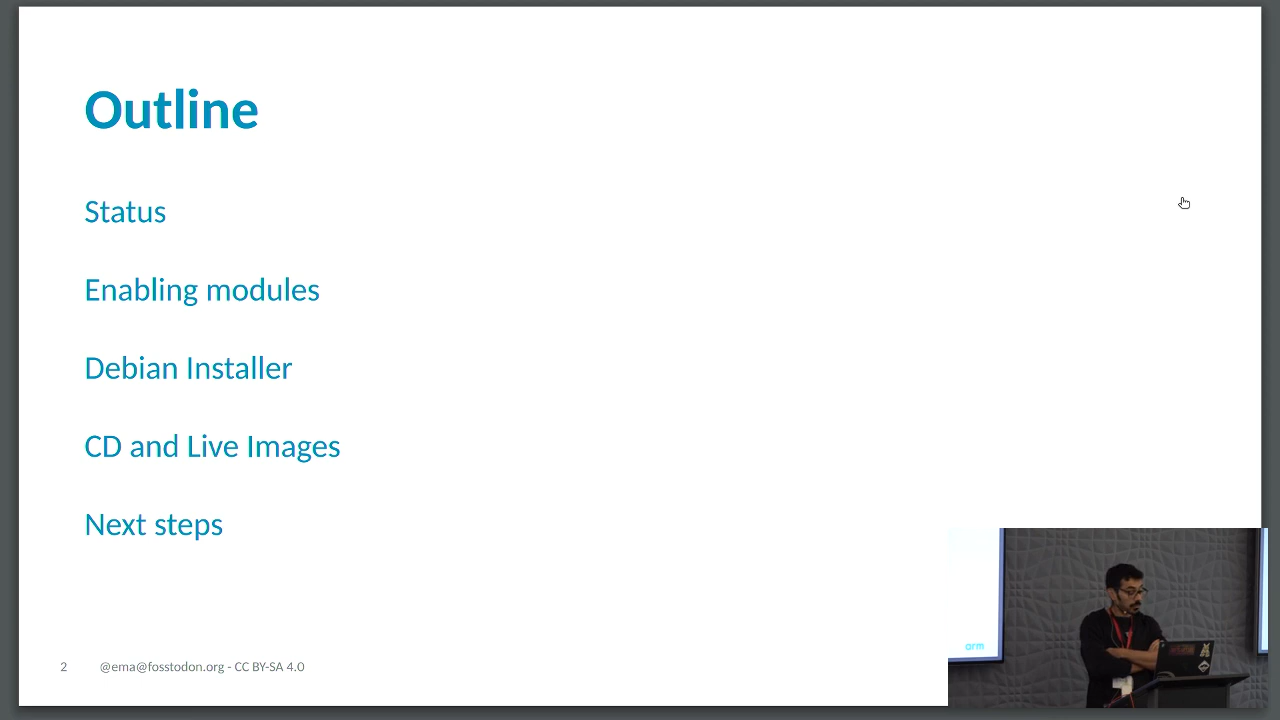 Outline
Status
Enabling modules
Debian Installer
CD and Live Images
Next steps
2 @ema@fosstodon.org - CC BY-SA 4.0
arm